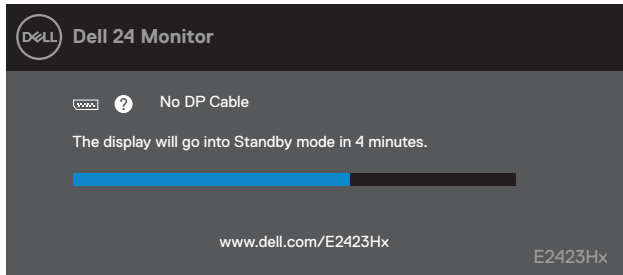 DELL Dell 24 Monitor
? No DP Cable
The display will go into Standby mode in 4 minutes.
www.dell.com/E2423Hx
E2423Hx